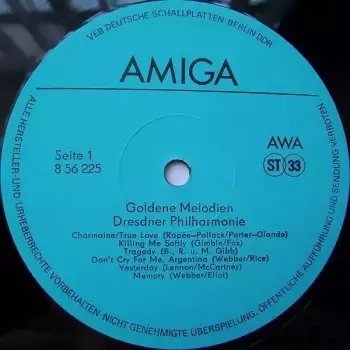 VEB DEUTSCHE SCHALLPLATTEN BERLIN DDR
AMIGA
Seite 1
8 56 225
AWA
ST 33
Goldene Melodien
Dresdner Philharmonie
Charmaine/True Love (Rapée-Pollack/Porter-Glando)
Killing Me Softly (Gimble/Fox)
Tragedy (B., R. u. M. Gibb)
Don't Cry For Me, Argentina (Webber/Rice)
Yesterday (Lennon/McCartney)
Memory (Webber/Eliot)
ALLE HERSTELLER- UND URHEBERRECHTE VORBEHALTEN · NICHT GENEHMIGTE ÜBERSPIELUNG · ÖFFENTLICHE AUFFÜHRUNG UND SENDUNG VERBOTEN